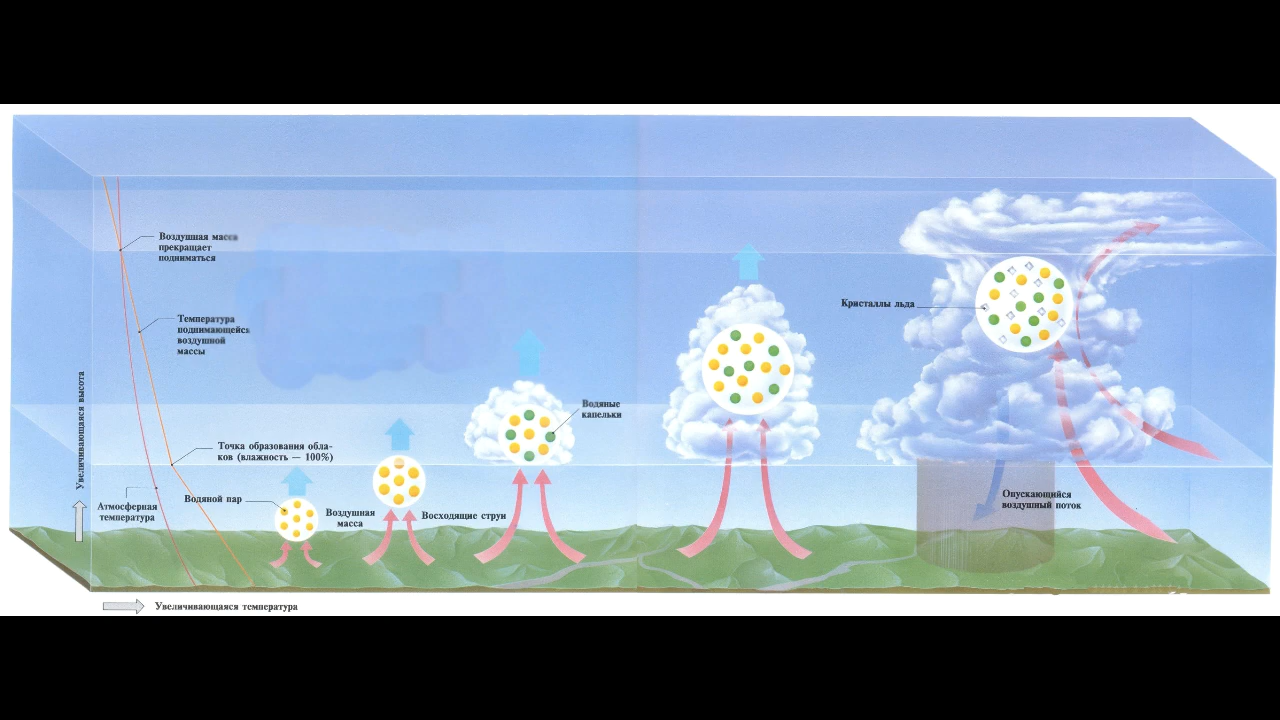 Воздушная масса
прекращает
подниматься
Температура
поднимающейся
воздушной
массы
Кристаллы льда
Увеличивающаяся высота
Водяные
капельки
Точка образования обла-
ков (влажность — 100%)
Атмосферная
температура
Водяной пар
Воздушная
масса
Восходящие струи
Опускающийся
воздушный поток
Увеличивающаяся температура